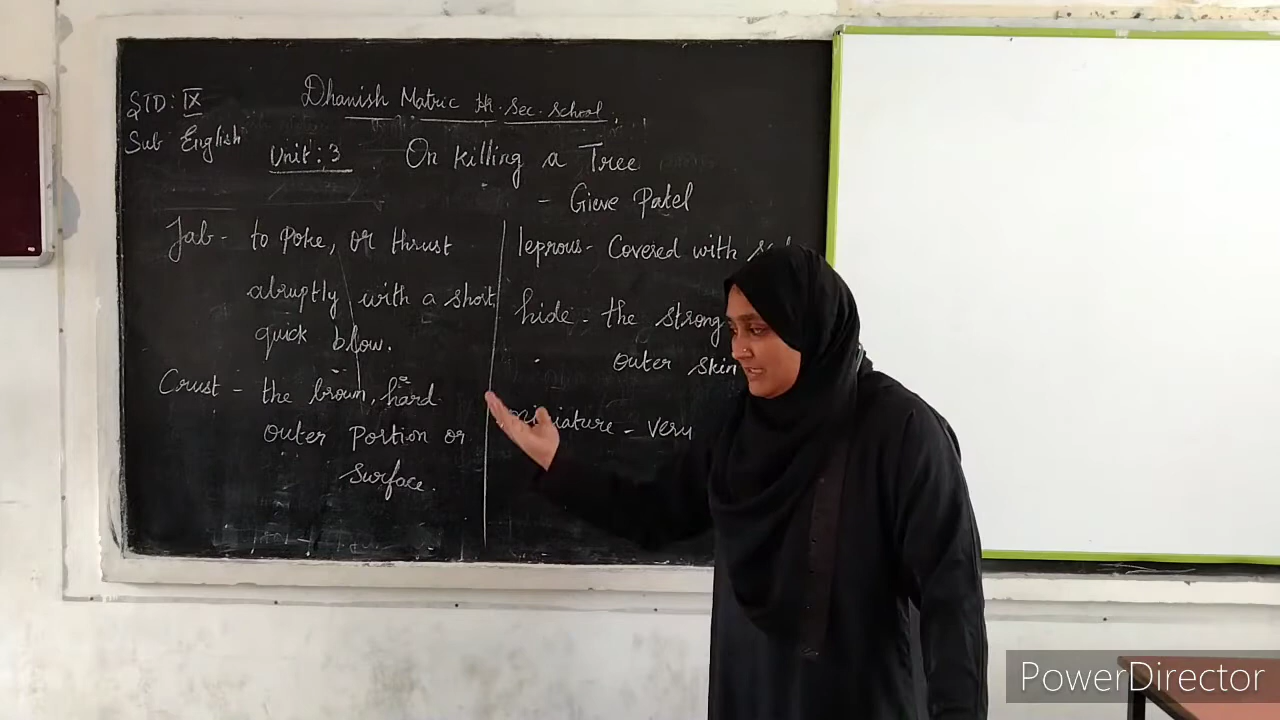 STD: IX
Dhanish Matric Hr. Sec. School.
Sub English
Unit: 3 On killing a Tree
- Gieve Patel
Jab - to poke, or thrust
abruptly with a short,
quick blow.
Crust - the brown, hard
outer portion or
surface.
leprous - Covered with
hide - the strong
outer skin
miniature - very
PowerDirector